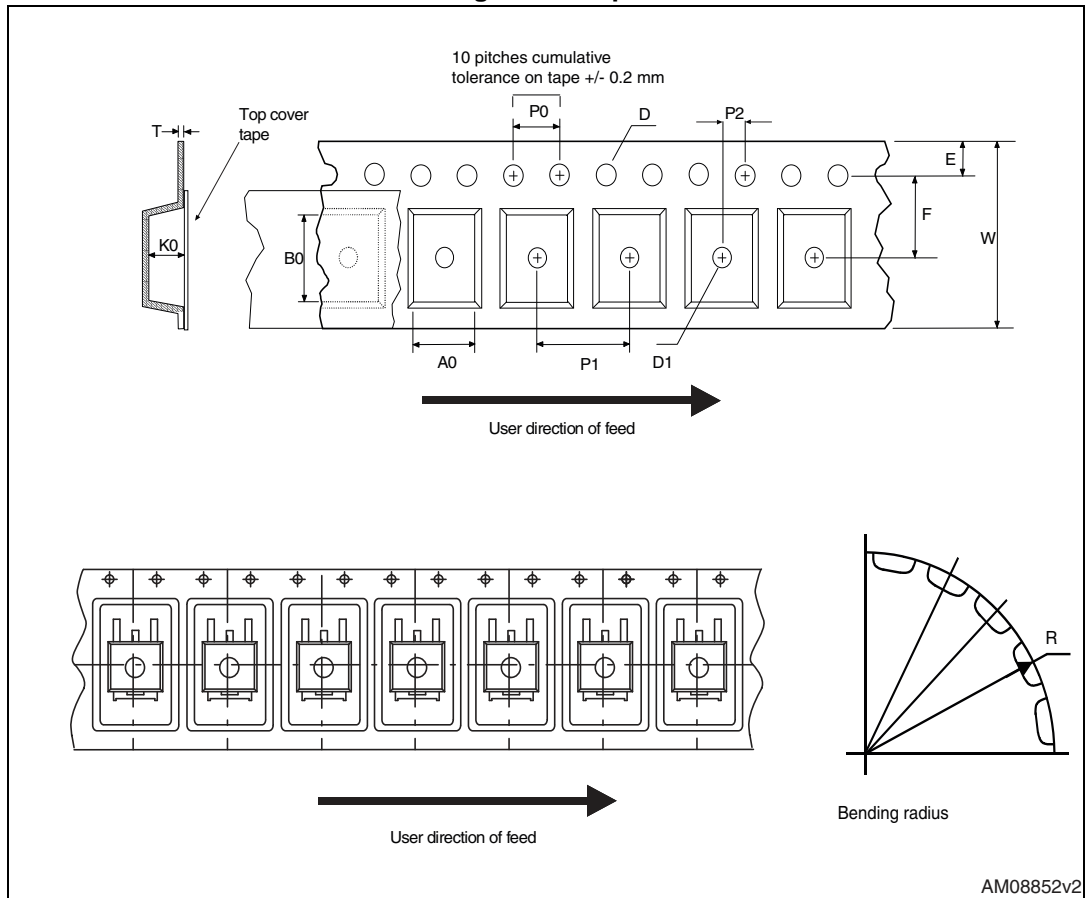 10 pitches cumulative
tolerance on tape +/- 0.2 mm
Top cover
tape
T
P0
D
P2
E
F
W
K0
B0
A0
P1
D1
User direction of feed
R
User direction of feed
Bending radius
AM08852v2